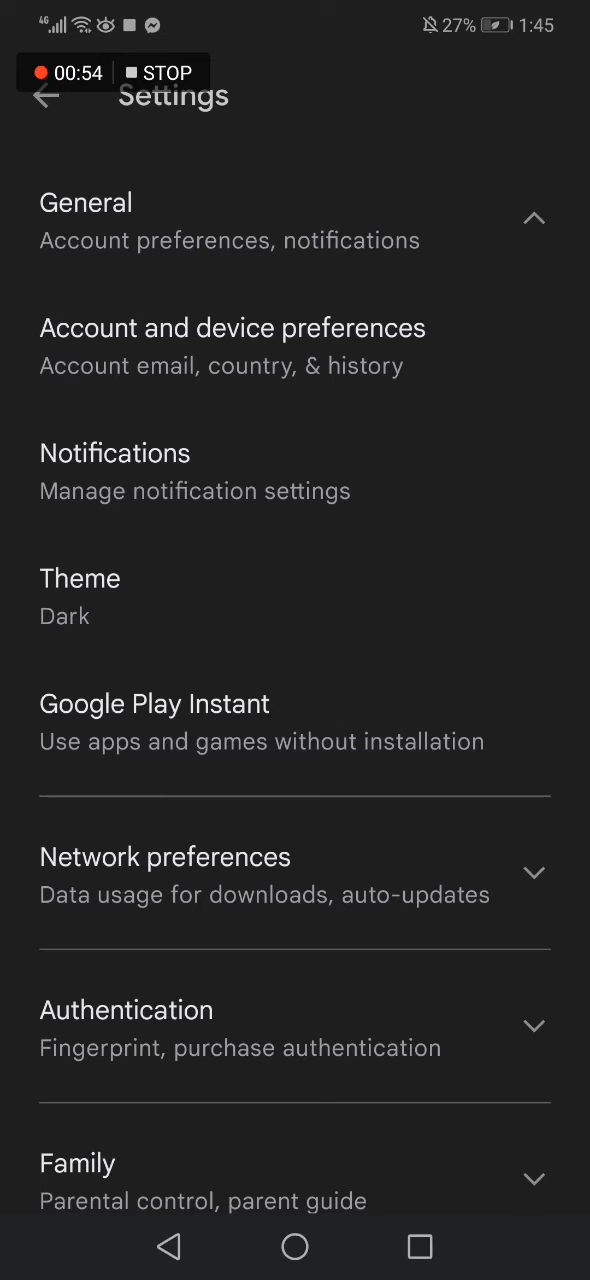 4G 27% 1:45
00:54 STOP
Settings
General
Account preferences, notifications
Account and device preferences
Account email, country, & history
Notifications
Manage notification settings
Theme
Dark
Google Play Instant
Use apps and games without installation
Network preferences
Data usage for downloads, auto-updates
Authentication
Fingerprint, purchase authentication
Family
Parental control, parent guide